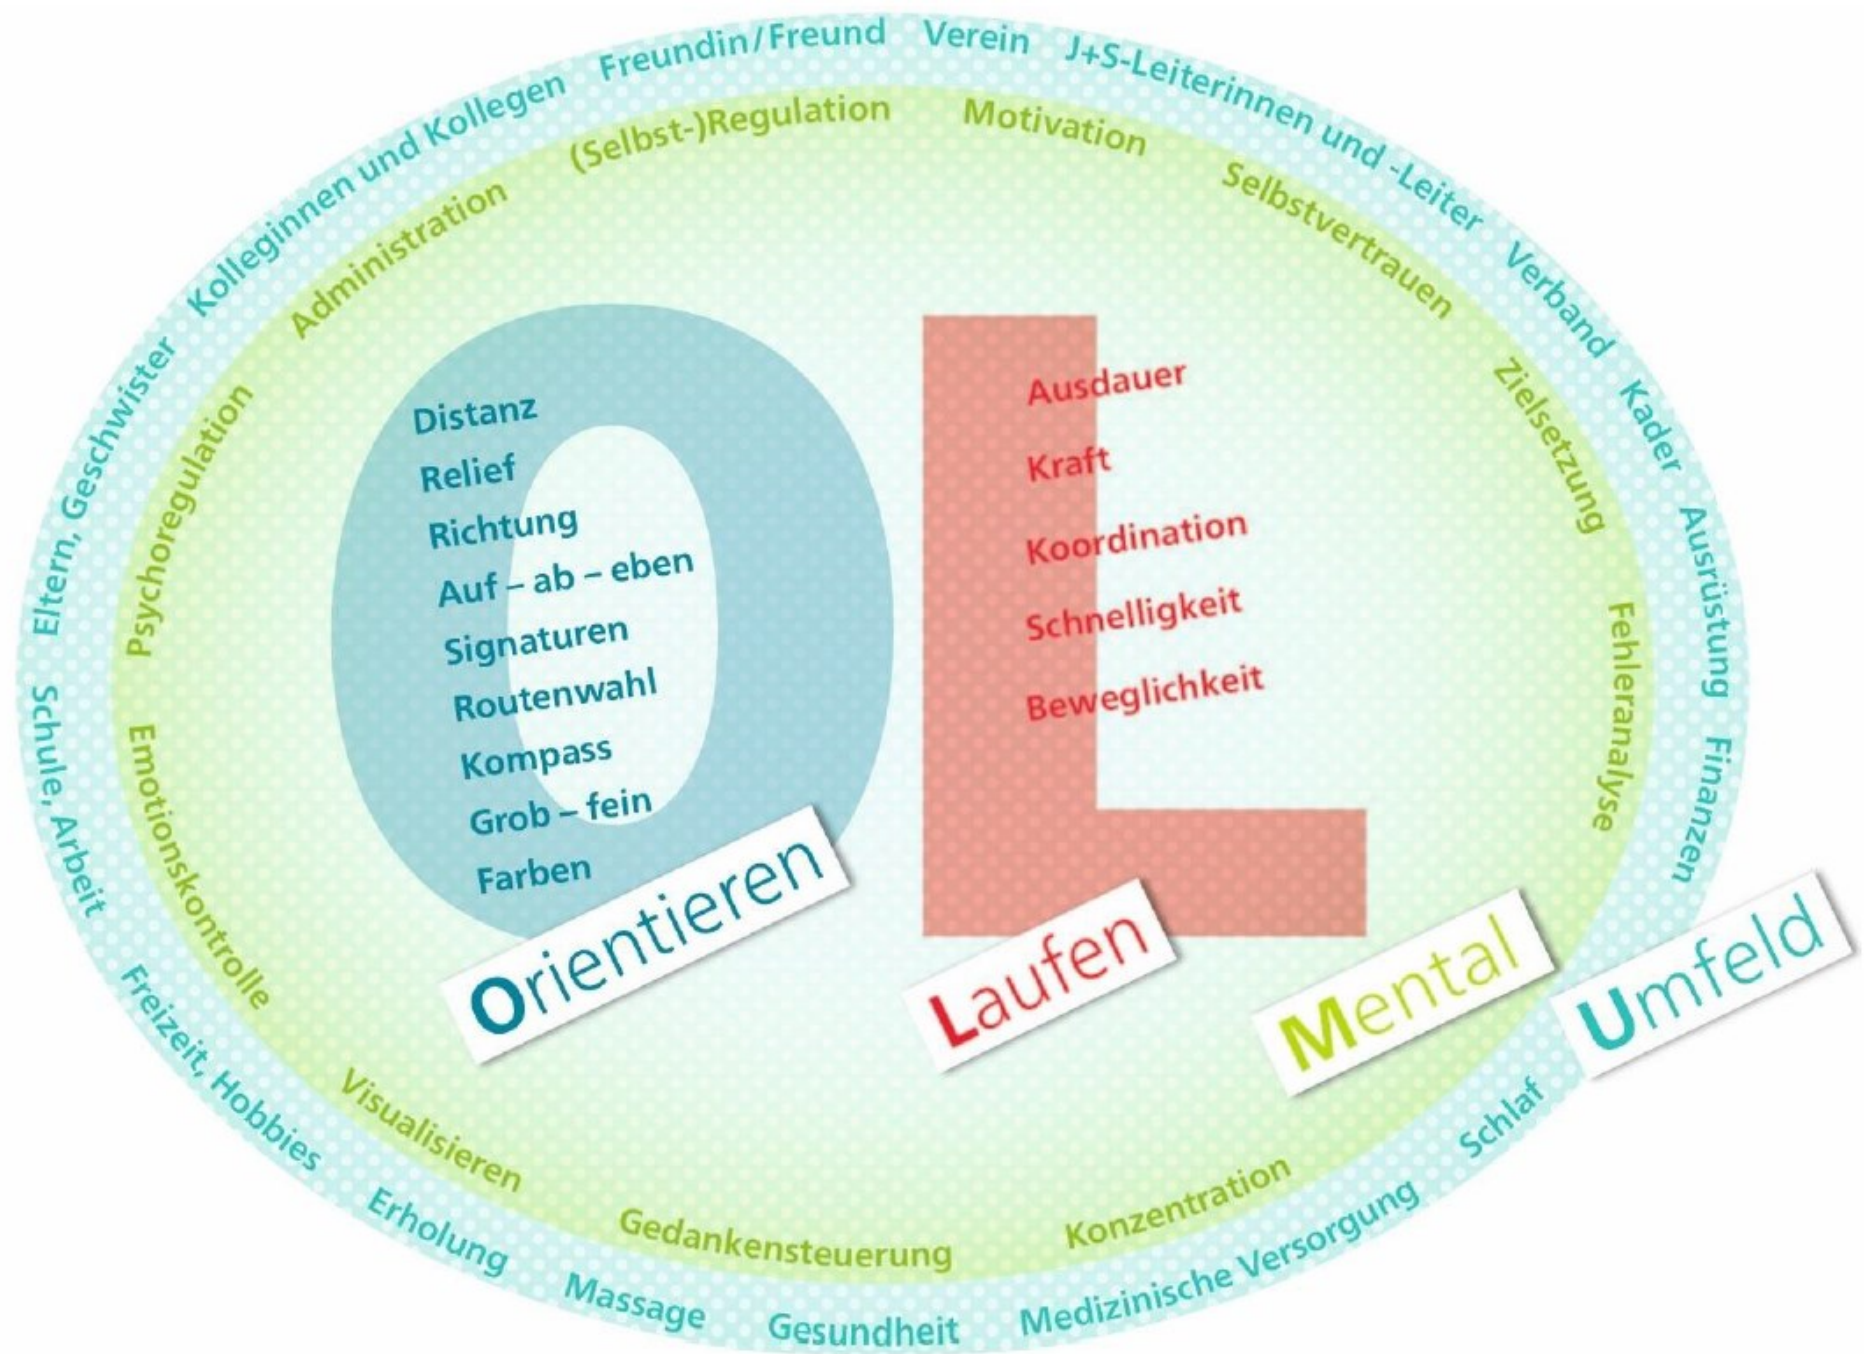 Eltern, Geschwister
Kolleginnen und Kollegen
Freundin/Freund
Verein
J+S-Leiterinnen und -Leiter
Verband
Kader
Ausrüstung
Finanzen
Administration
(Selbst-)Regulation
Motivation
Selbstvertrauen
Zielsetzung
Fehleranalyse
Psychoregulation
Distanz
Relief
Richtung
Auf – ab – eben
Signaturen
Routenwahl
Kompass
Grob – fein
Farben
OL
Ausdauer
Kraft
Koordination
Schnelligkeit
Beweglichkeit
Orientieren
Laufen
Mental
Umfeld
Emotionskontrolle
Visualisieren
Gedankensteuerung
Konzentration
Schule, Arbeit
Freizeit, Hobbies
Erholung
Massage
Gesundheit
Medizinische Versorgung
Schlaf